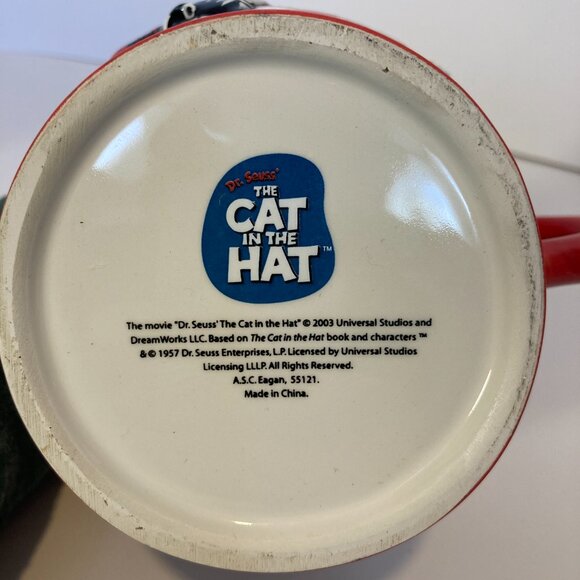 Dr. Seuss'
THE
CAT
IN THE
HAT™
The movie "Dr. Seuss' The Cat in the Hat" © 2003 Universal Studios and
DreamWorks LLC. Based on The Cat in the Hat book and characters ™
& © 1957 Dr. Seuss Enterprises, L.P. Licensed by Universal Studios
Licensing LLLP. All Rights Reserved.
A.S.C. Eagan, 55121.
Made in China.